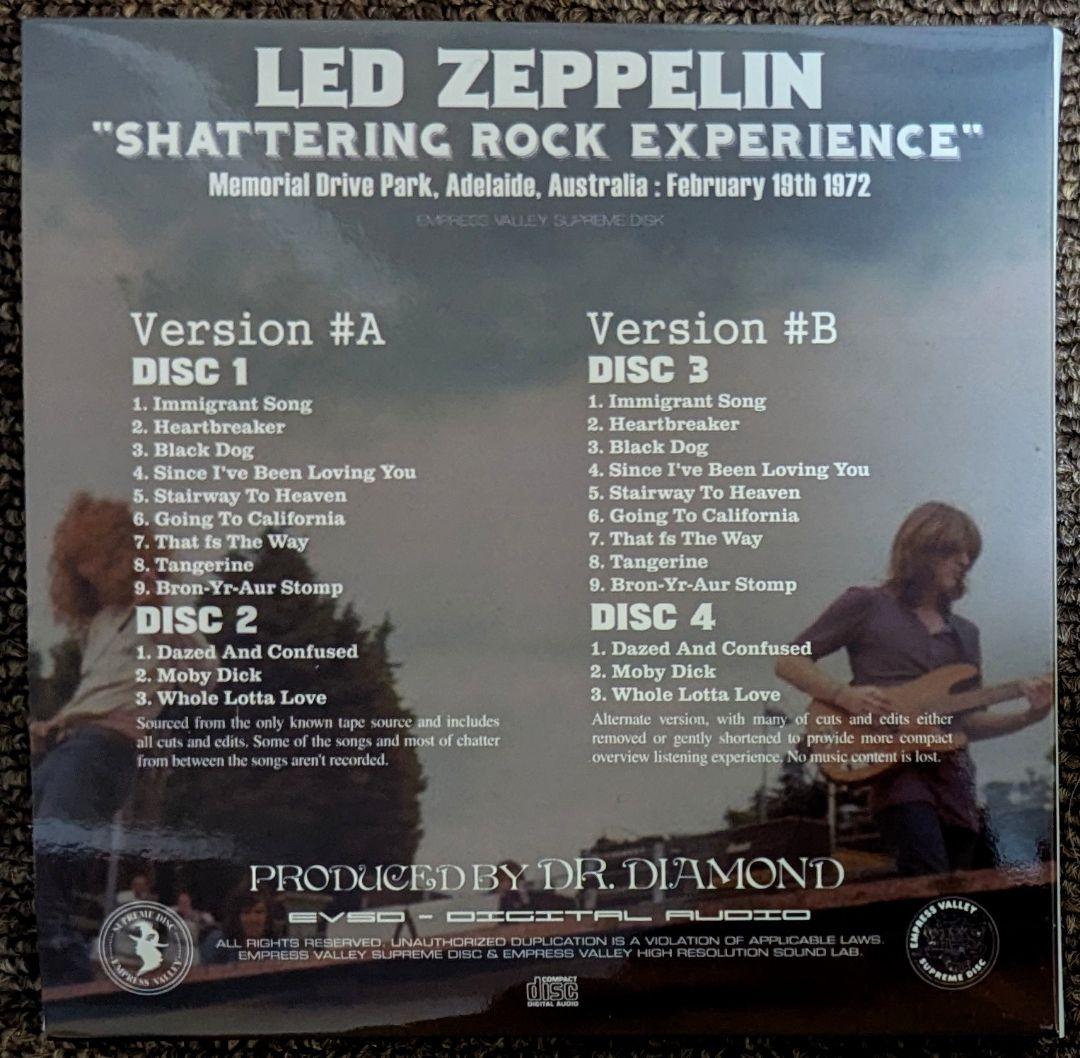 LED ZEPPELIN
"SHATTERING ROCK EXPERIENCE"
Memorial Drive Park, Adelaide, Australia : February 19th 1972
EMPRESS VALLEY SUPREME DISK
Version #A
DISC 1
1. Immigrant Song
2. Heartbreaker
3. Black Dog
4. Since I've Been Loving You
5. Stairway To Heaven
6. Going To California
7. That fs The Way
8. Tangerine
9. Bron-Yr-Aur Stomp
DISC 2
1. Dazed And Confused
2. Moby Dick
3. Whole Lotta Love
Sourced from the only known tape source and includes
all cuts and edits. Some of the songs and most of chatter
from between the songs aren't recorded.
Version #B
DISC 3
1. Immigrant Song
2. Heartbreaker
3. Black Dog
4. Since I've Been Loving You
5. Stairway To Heaven
6. Going To California
7. That fs The Way
8. Tangerine
9. Bron-Yr-Aur Stomp
DISC 4
1. Dazed And Confused
2. Moby Dick
3. Whole Lotta Love
Alternate version, with many of cuts and edits either
removed or gently shortened to provide more compact
overview listening experience. No music content is lost.
PRODUCED BY DR. DIAMOND
EVSD - DIGITAL AUDIO
ALL RIGHTS RESERVED. UNAUTHORIZED DUPLICATION IS A VIOLATION OF APPLICABLE LAWS.
EMPRESS VALLEY SUPREME DISC & EMPRESS VALLEY HIGH RESOLUTION SOUND LAB.
SUPREME DISC
EMPRESS VALLEY
EMPRESS VALLEY
SUPREME DISC
COMPACT
disc
DIGITAL AUDIO